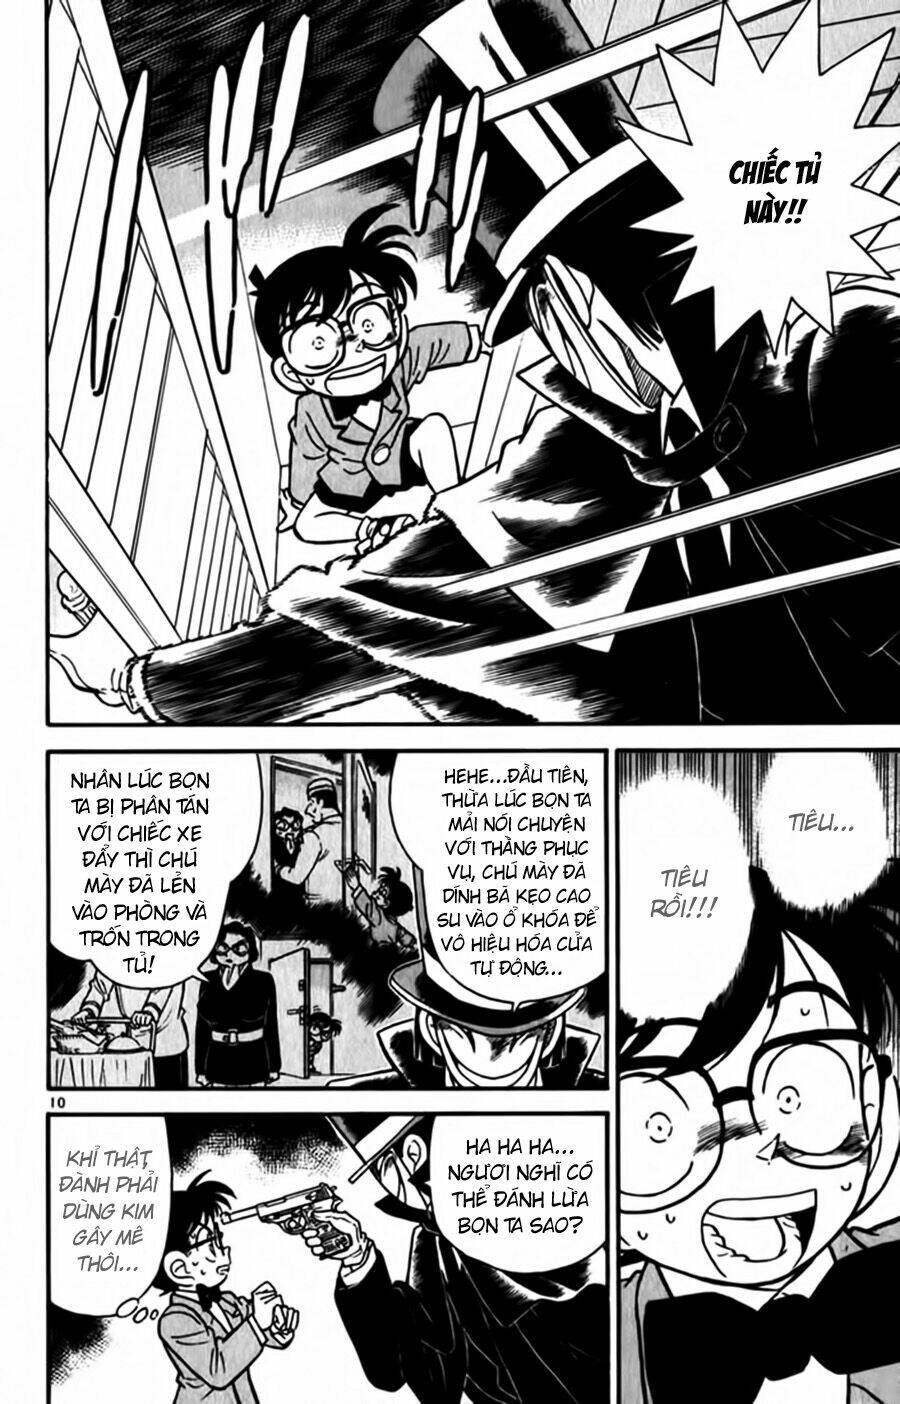 CHIẾC TỦ
NÀY!!
TIÊU...
TIÊU
RỒI!!!
HEHE...ĐẦU TIÊN,
THỪA LÚC BỌN TA
MẢI NÓI CHUYỆN
VỚI THẰNG PHỤC
VỤ, CHÚ MÀY ĐÃ
DÍNH BÃ KẸO CAO
SU VÀO Ổ KHÓA ĐỂ
VÔ HIỆU HÓA CỬA
TỰ ĐỘNG...
NHÂN LÚC BỌN
TA BỊ PHÂN TÁN
VỚI CHIẾC XE
ĐẨY THÌ CHÚ
MÀY ĐÃ LẺN
VÀO PHÒNG VÀ
TRỐN TRONG
TỦ!
10
HA HA HA...
NGƯƠI NGHĨ CÓ
THỂ ĐÁNH LỪA
BỌN TA SAO?
KHỈ THẬT,
ĐÀNH PHẢI
DÙNG KIM
GÂY MÊ
THÔI...